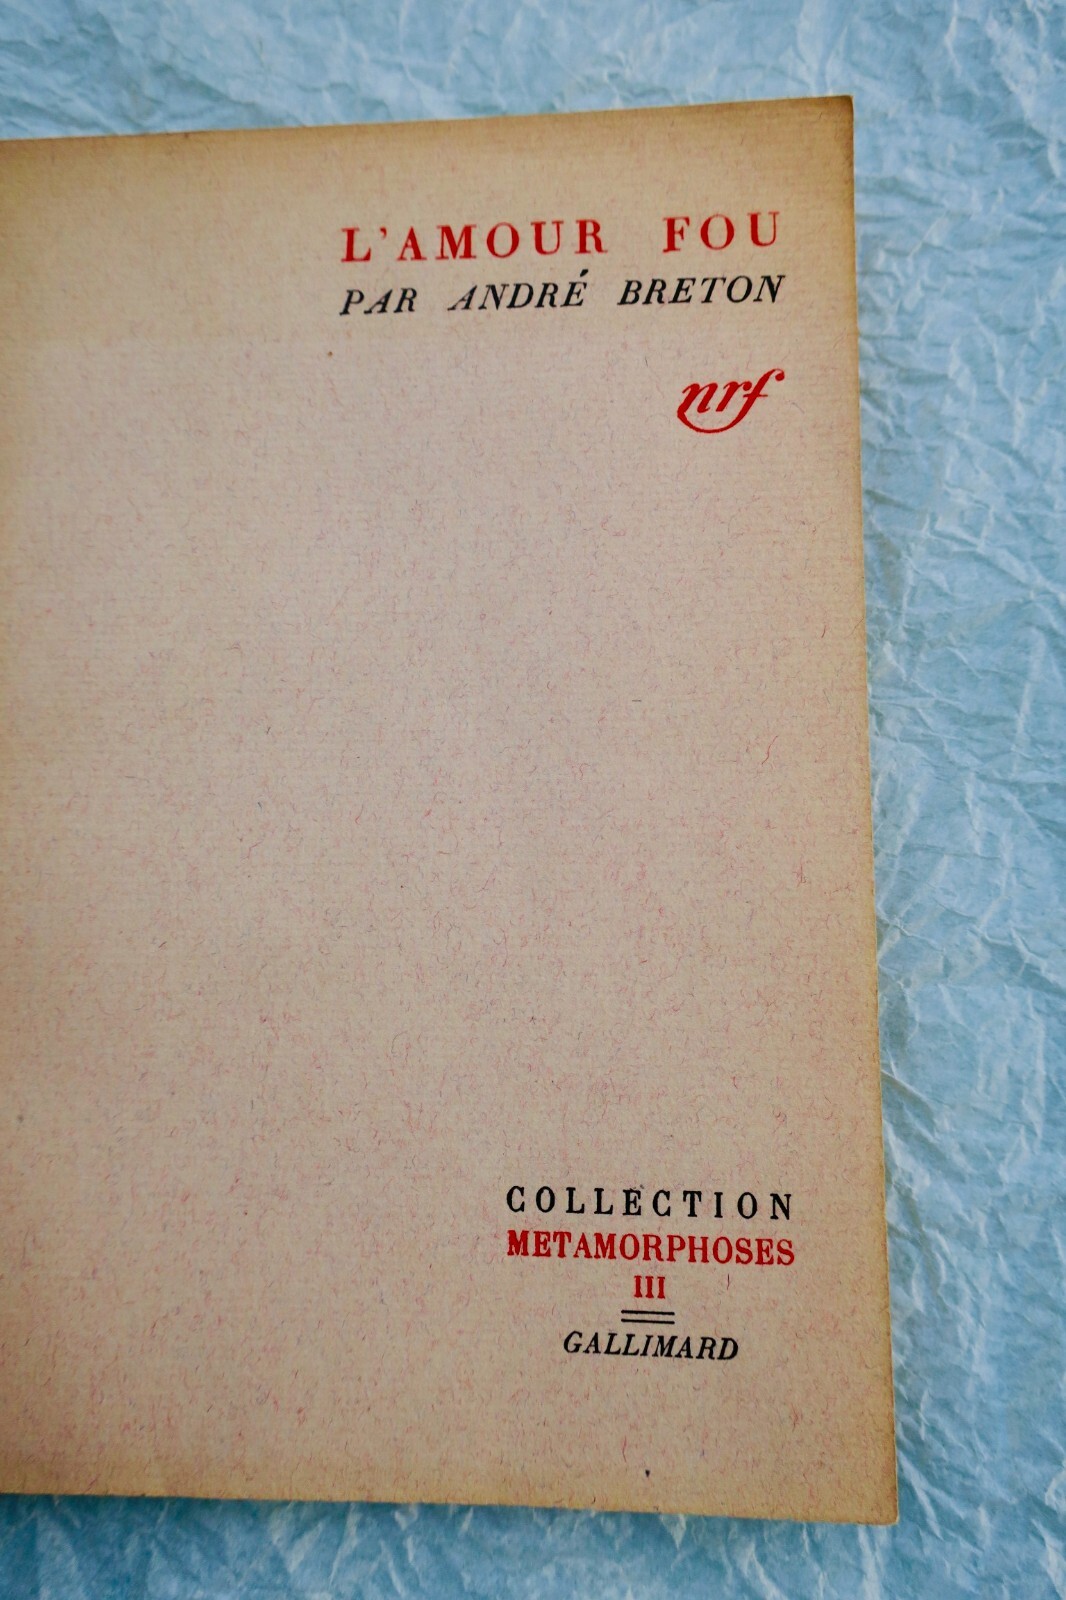 L'AMOUR FOU
PAR ANDRÉ BRETON
nrf
COLLECTION
METAMORPHOSES
III
GALLIMARD